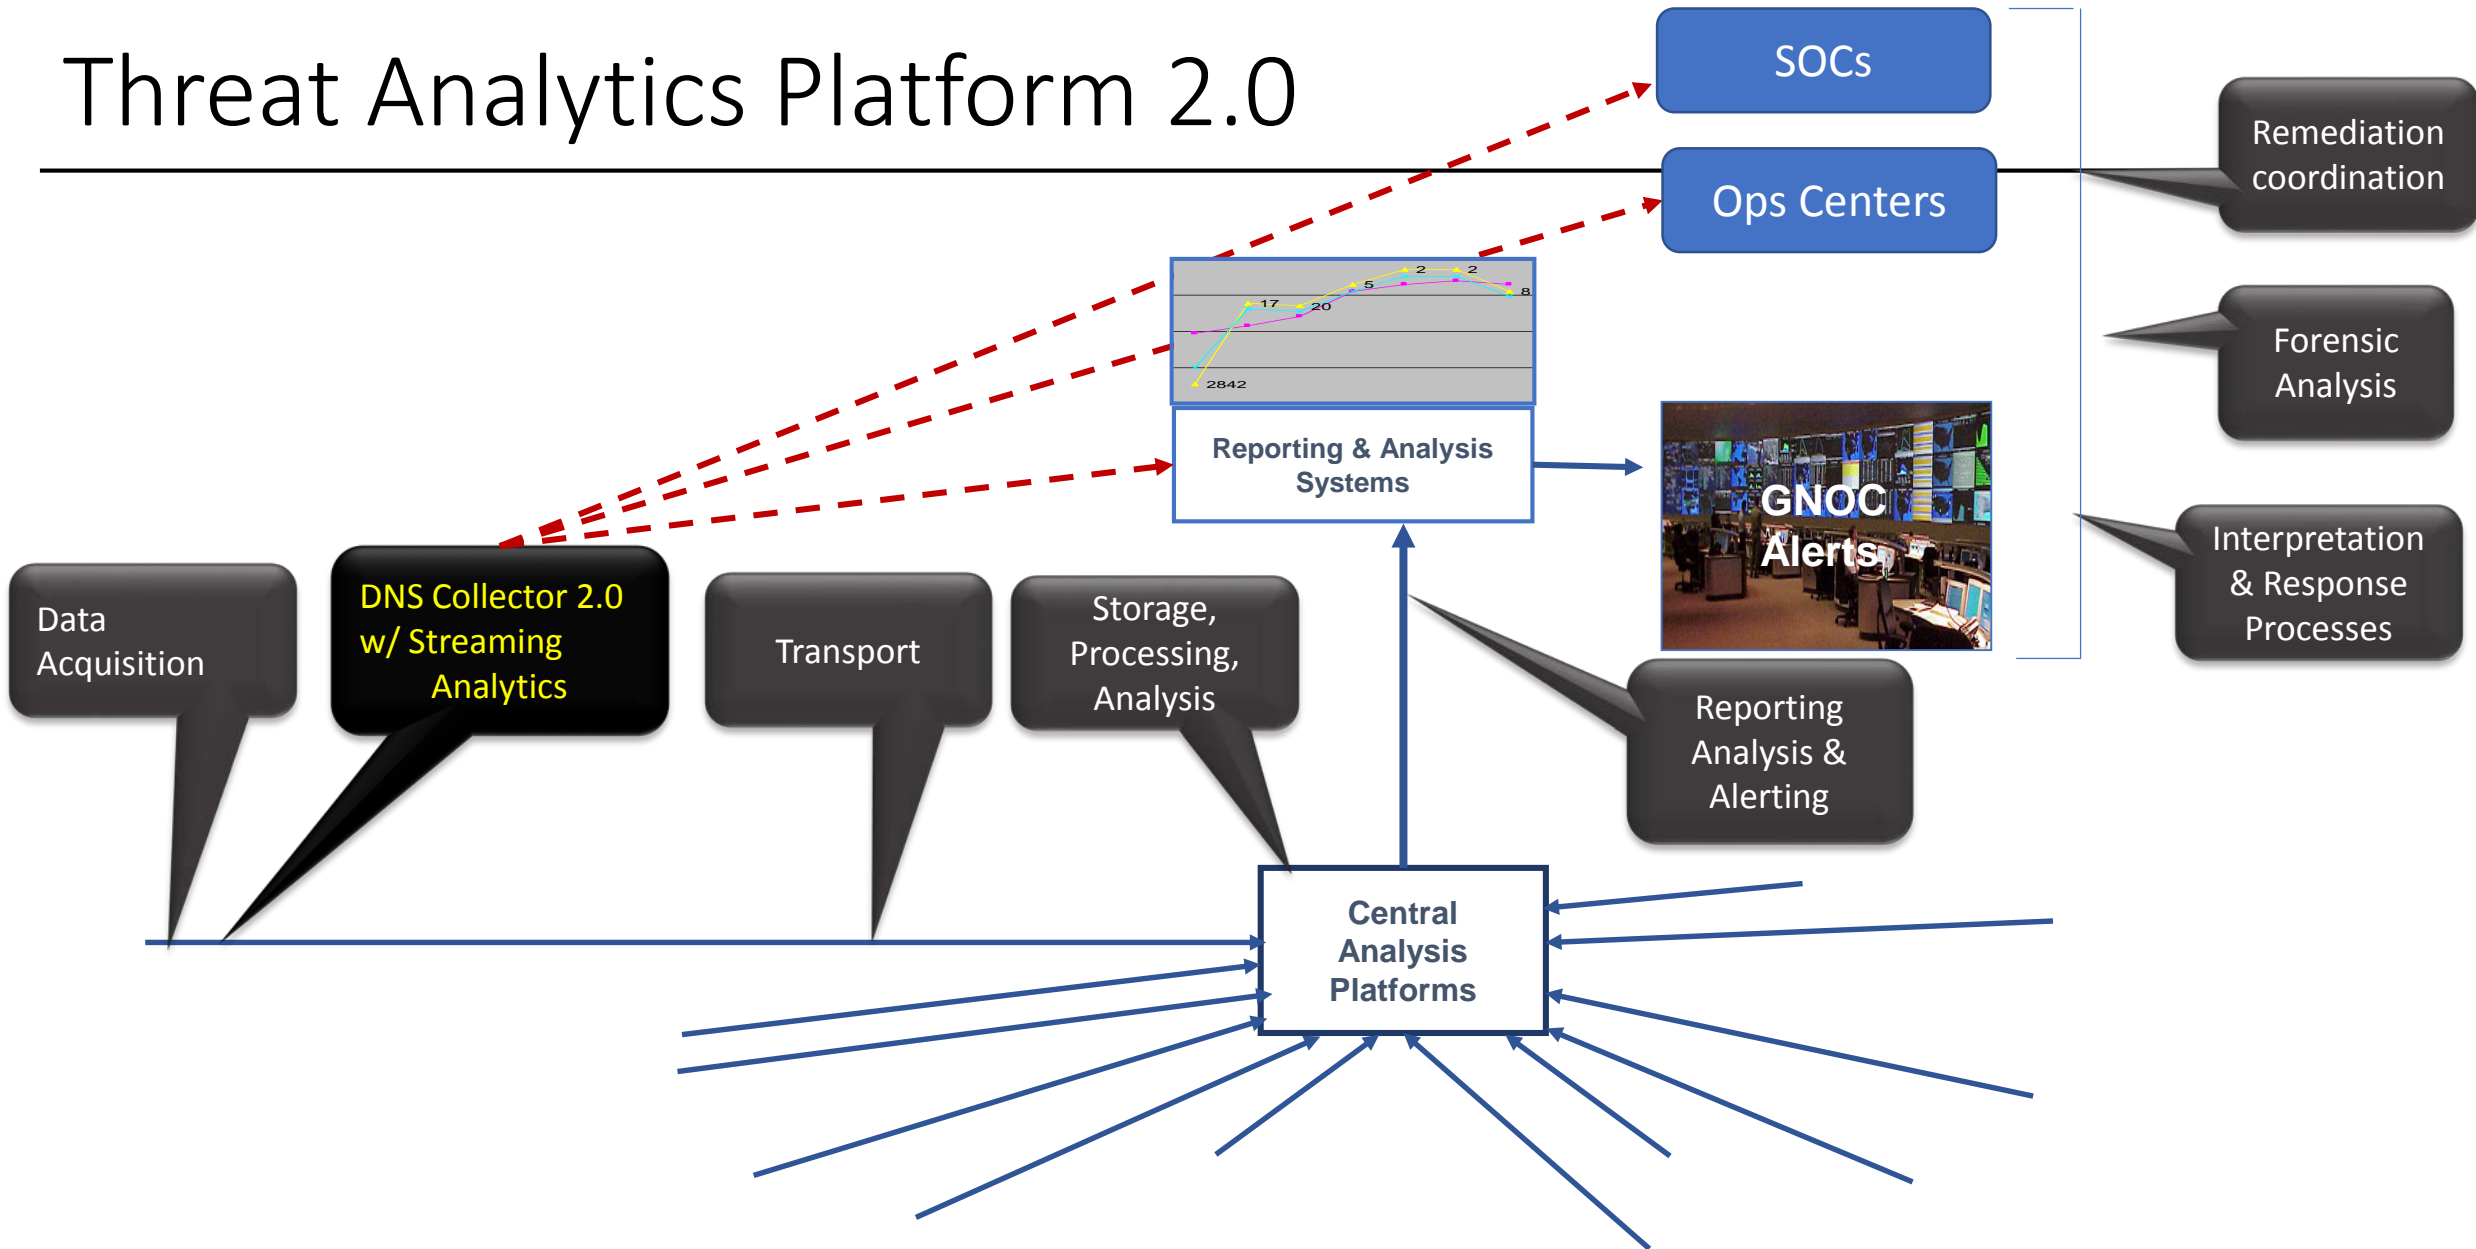 Threat Analytics Platform 2.0
SOCs
Ops Centers
Remediation
coordination
2
2
5
8
17
20
2842
Forensic
Analysis
Reporting & Analysis
Systems
GNOC
Alerts
Interpretation
& Response
Processes
Data
Acquisition
DNS Collector 2.0
w/ Streaming
Analytics
Transport
Storage,
Processing,
Analysis
Reporting
Analysis &
Alerting
Central
Analysis
Platforms